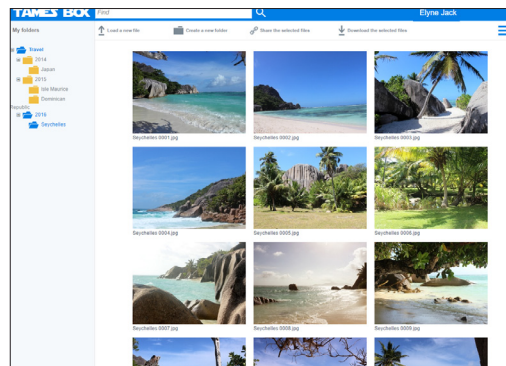 TAMES BOX
Find
Elyne Jack
My folders
Load a new file
Create a new folder
Share the selected files
Download the selected files
Travel
2014
Japan
2015
Isle Maurica
Dominican
Republic
2016
Seychelles
Seychelles 0001.jpg
Seychelles 0002.jpg
Seychelles 0003.jpg
Seychelles 0004.jpg
Seychelles 0005.jpg
Seychelles 0006.jpg
Seychelles 0007.jpg
Seychelles 0008.jpg
Seychelles 0009.jpg